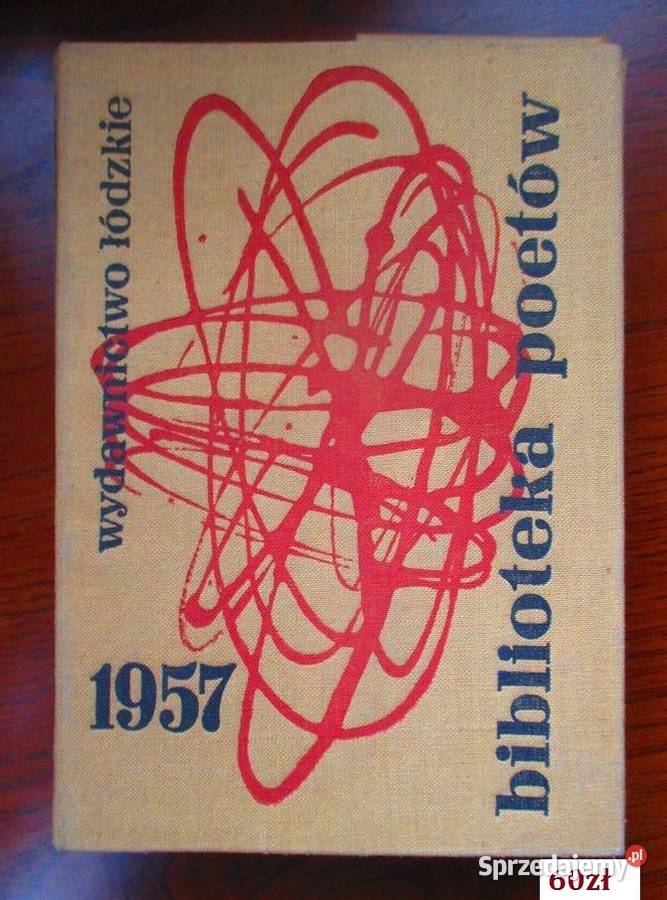 wydawnictwo łódzkie
1957
biblioteka poetów
Sprzedajemy.pl
60zł